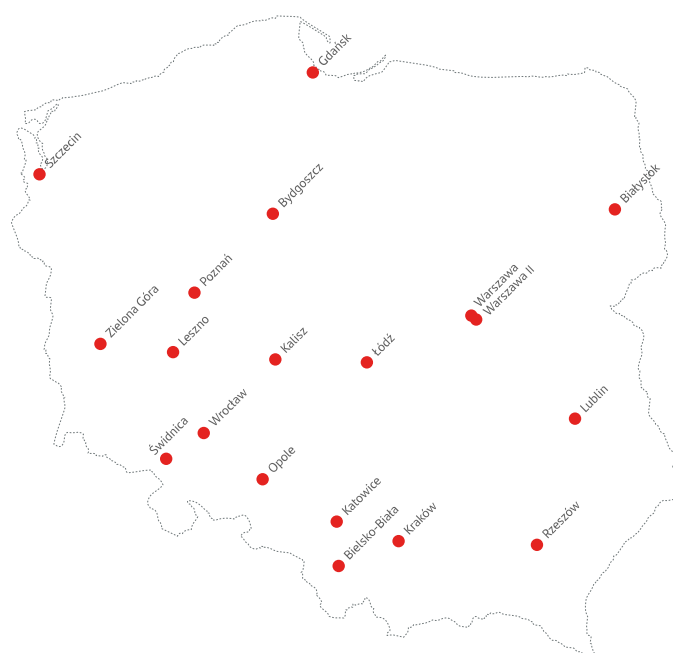 Gdańsk
Szczecin
Bydgoszcz
Białystok
Poznań
Warszawa
Warszawa II
Zielona Góra
Leszno
Kalisz
Łódź
Wrocław
Lublin
Świdnica
Opole
Katowice
Bielsko-Biała
Kraków
Rzeszów